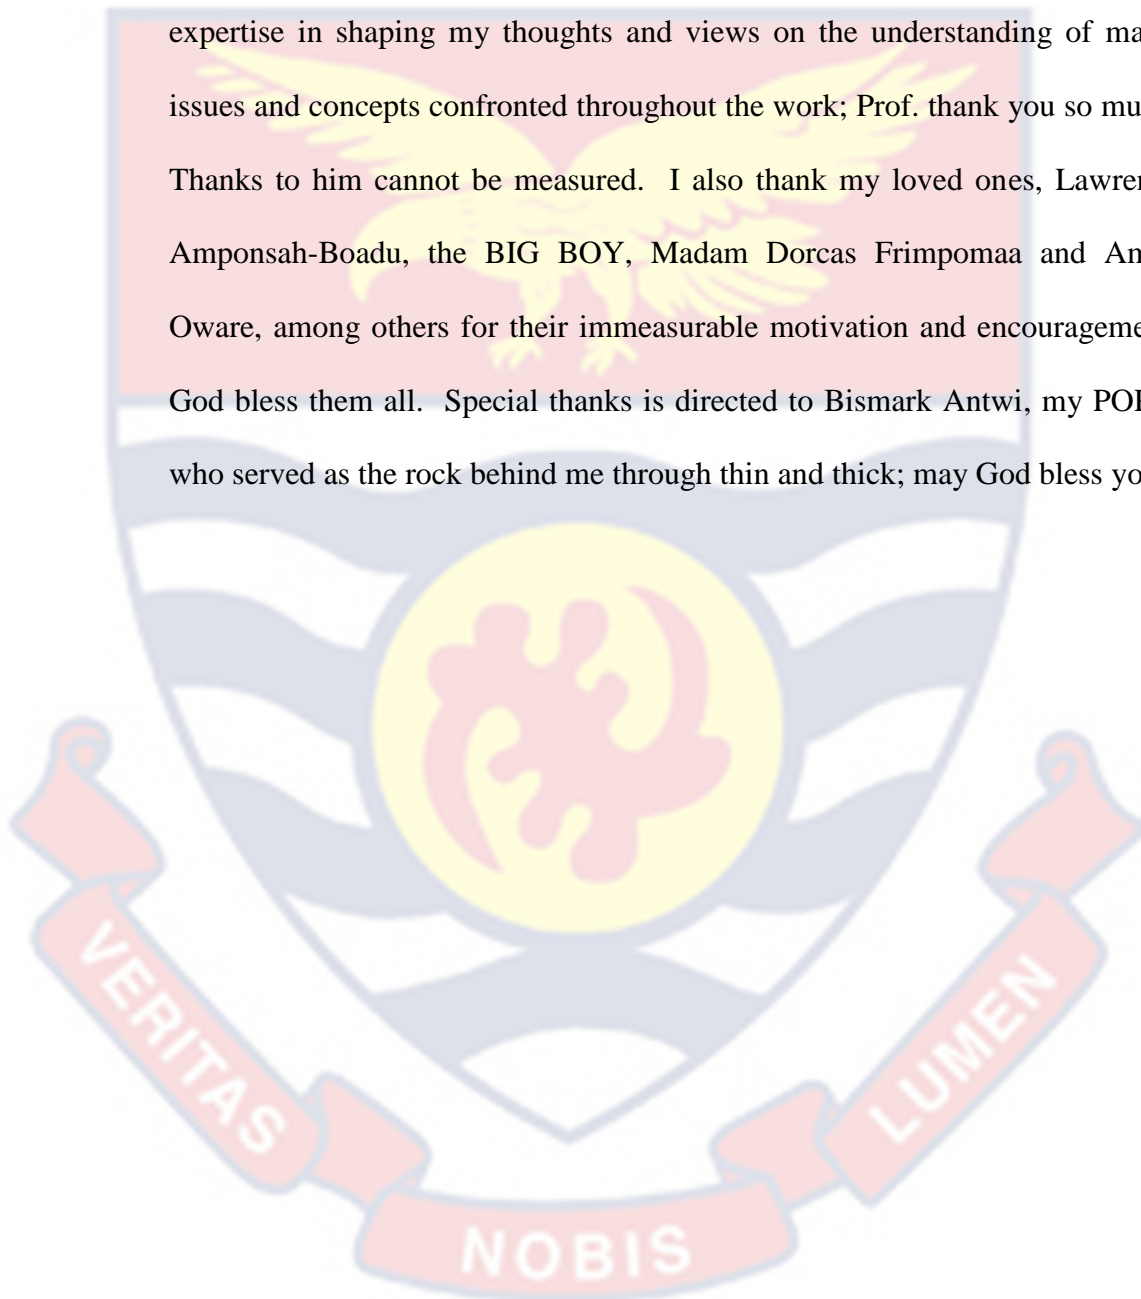 expertise in shaping my thoughts and views on the understanding of ma
issues and concepts confronted throughout the work; Prof. thank you so mu
Thanks to him cannot be measured. I also thank my loved ones, Lawren
Amponsah-Boadu, the BIG BOY, Madam Dorcas Frimpomaa and An
Oware, among others for their immeasurable motivation and encourageme
God bless them all. Special thanks is directed to Bismark Antwi, my POP
who served as the rock behind me through thin and thick; may God bless yo
VERITAS
NOBIS
LUMEN